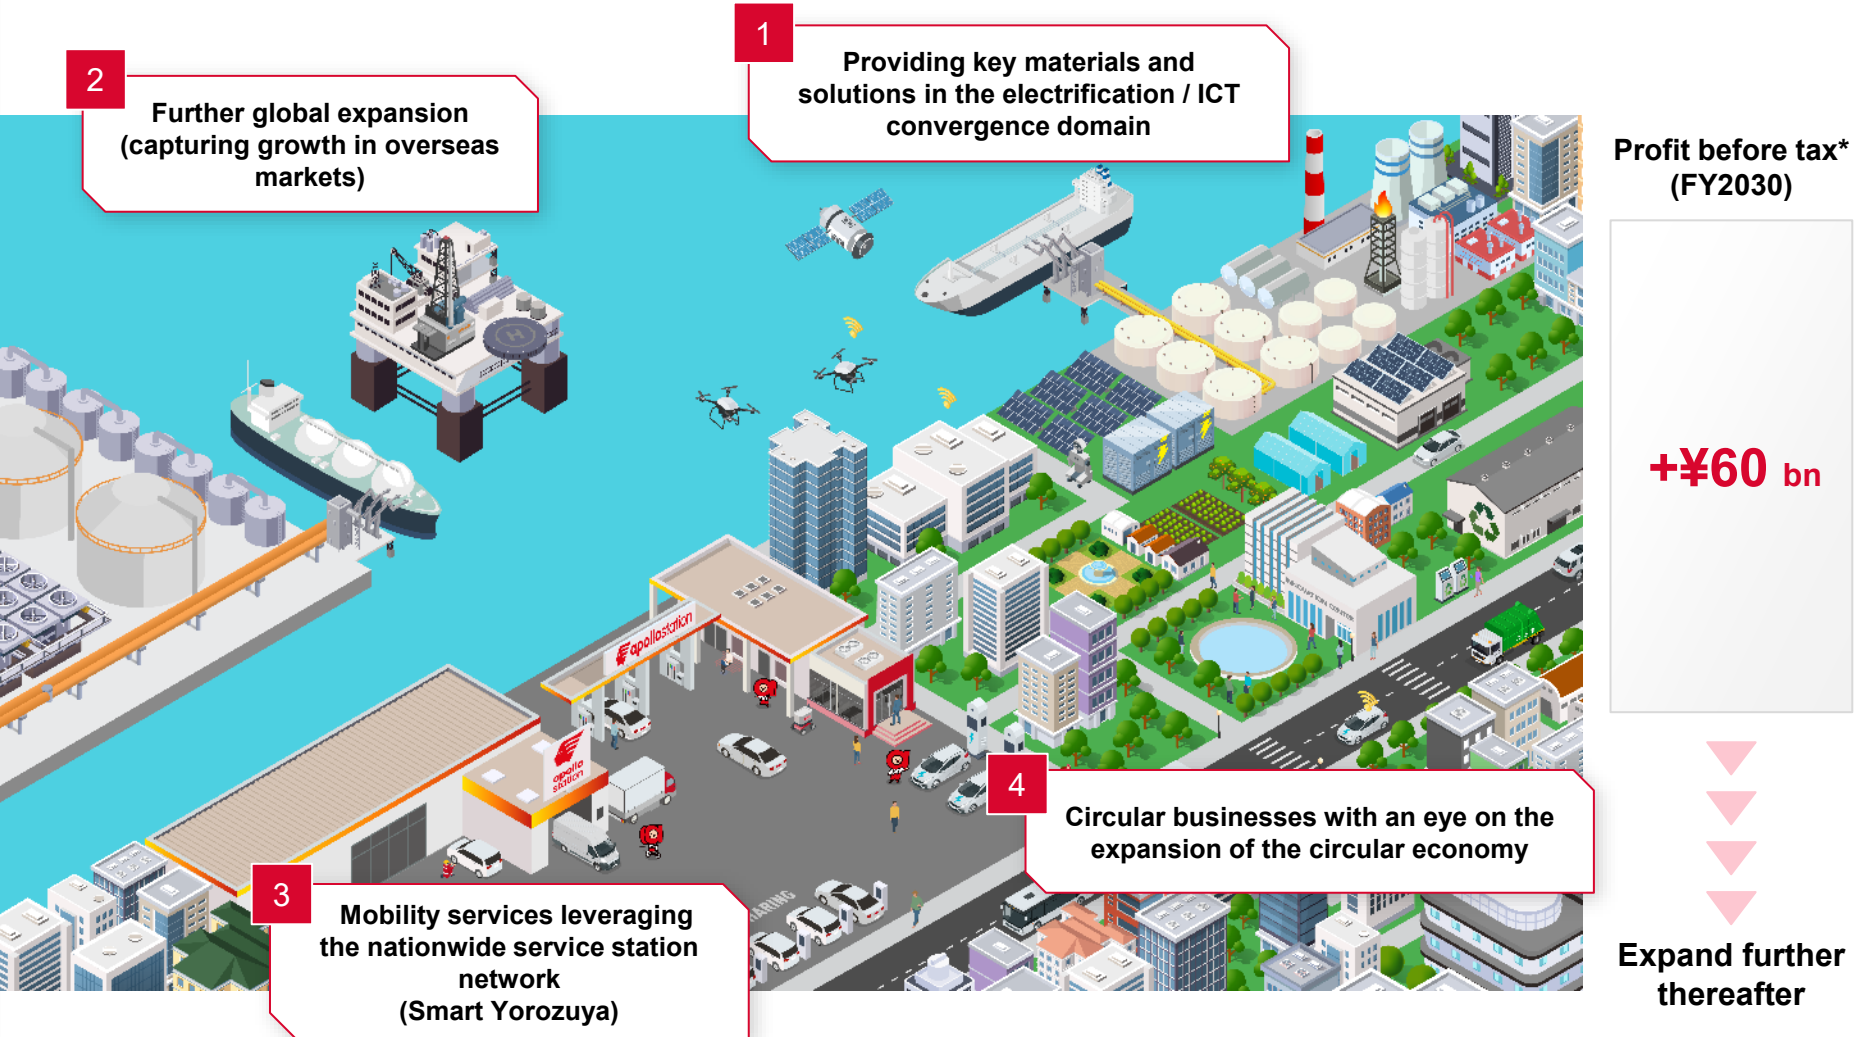 1
Providing key materials and
solutions in the electrification / ICT
convergence domain
2
Further global expansion
(capturing growth in overseas
markets)
Profit before tax*
(FY2030)
+¥60 bn
H
INNOVATION CENTER
apollostation
apollo
station
4
Circular businesses with an eye on the
expansion of the circular economy
3
Mobility services leveraging
the nationwide service station
network
(Smart Yorozuya)
Expand further
thereafter